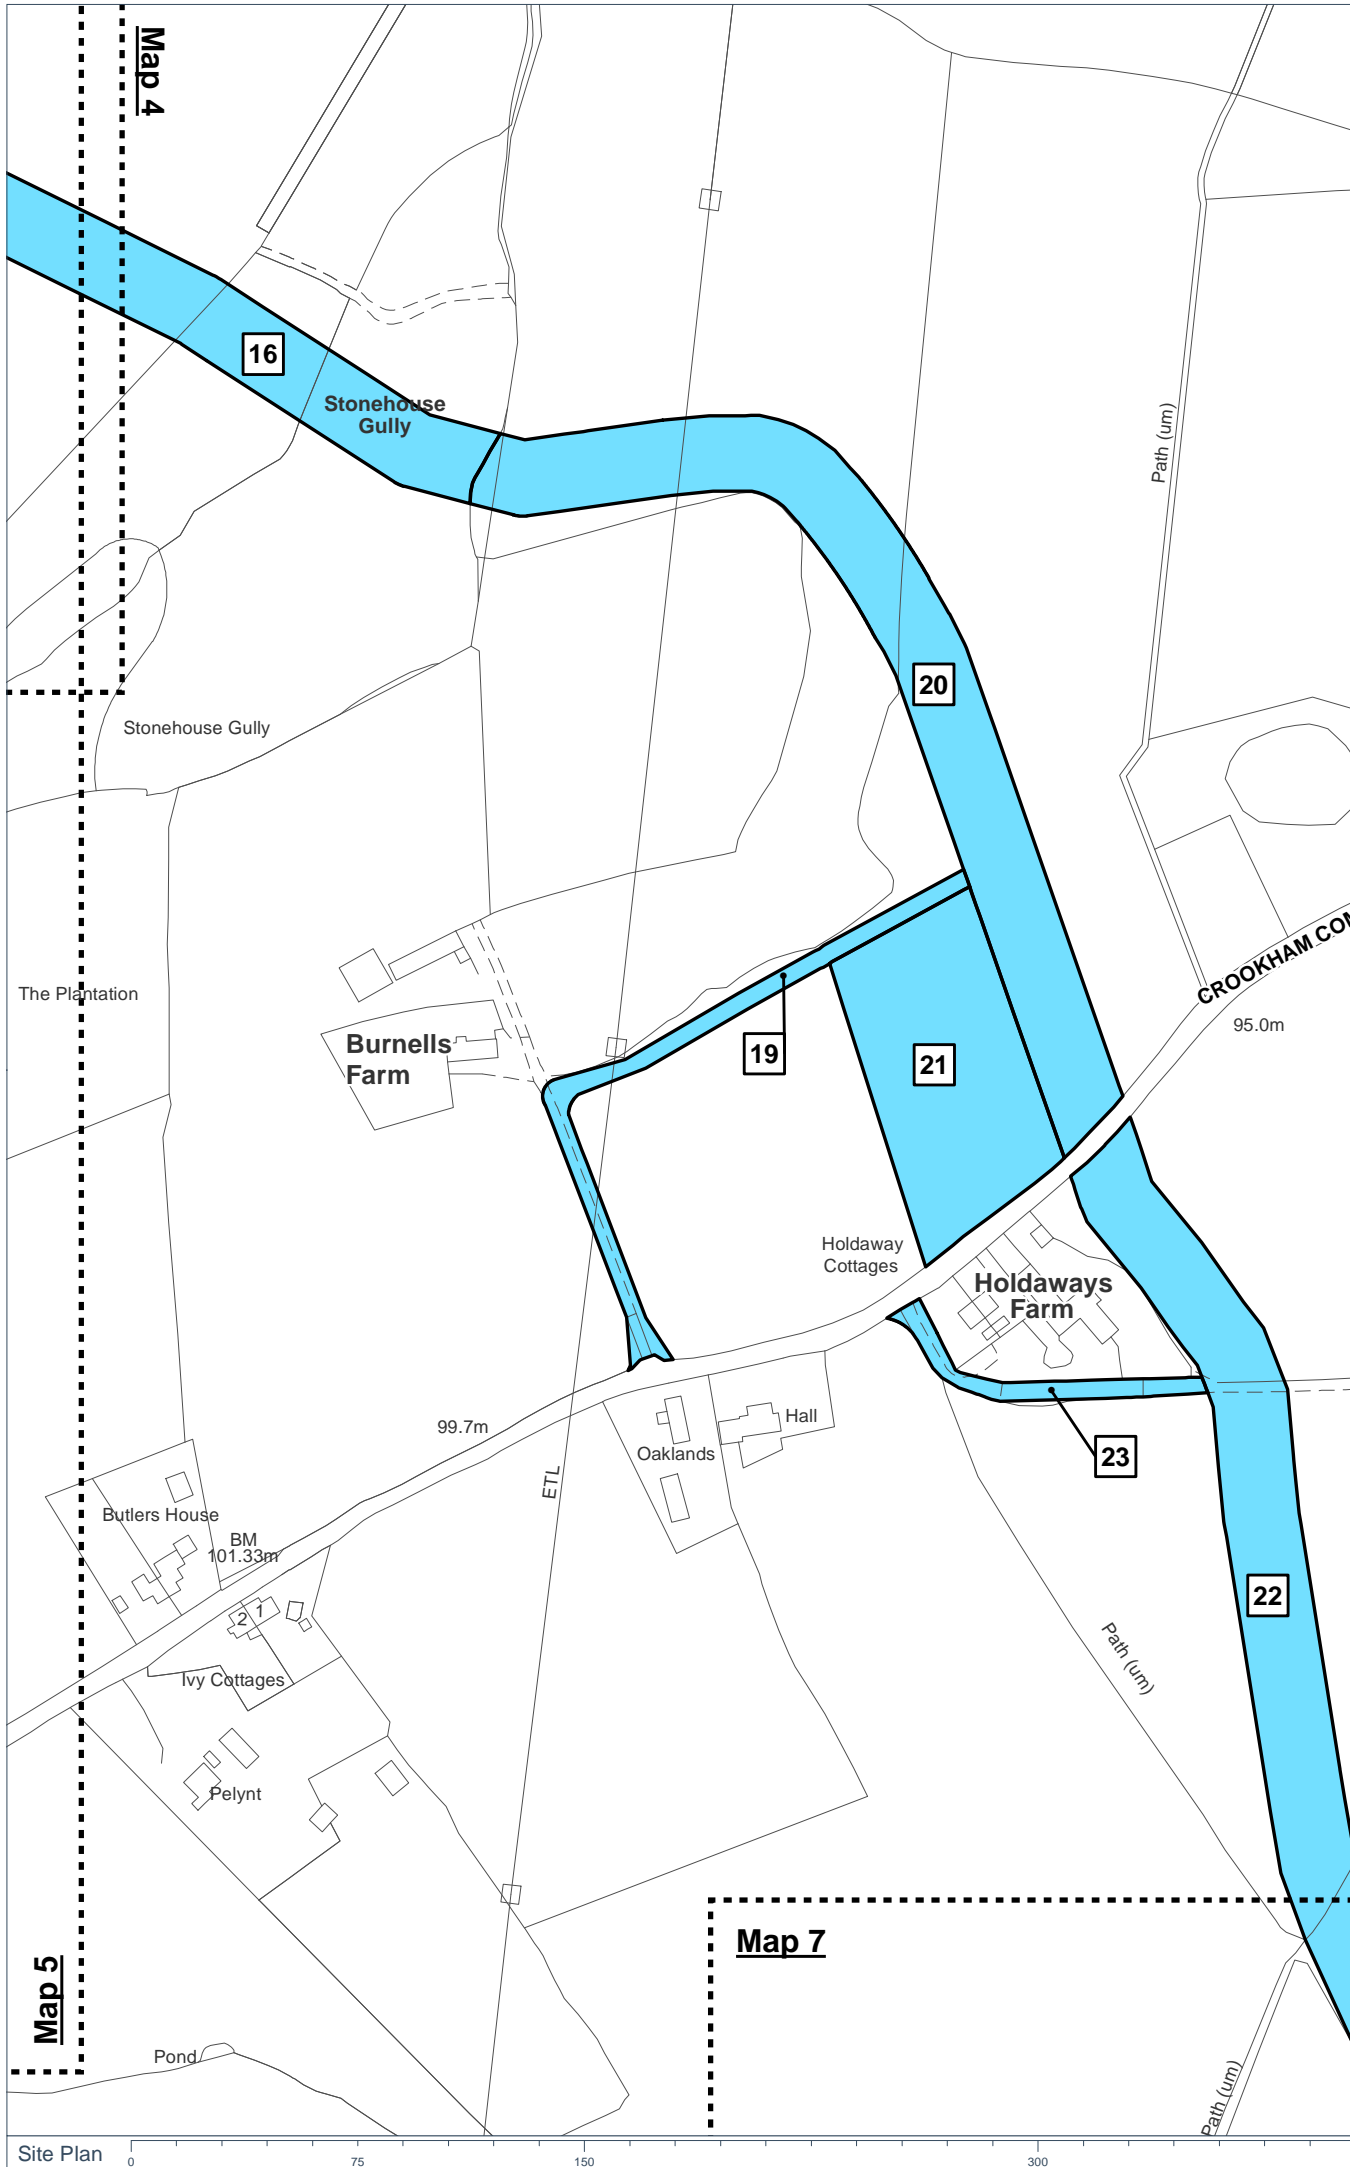 Map 4
16
Stonehouse
Gully
Path (um)
20
Stonehouse Gully
CROOKHAM
The Plantation
95.0m
Burnells
Farm
19
21
Holdaway
Cottages
Holdaways
Farm
99.7m
Hall
Oaklands
23
ETL
Butlers House
BM
101.33m
22
2 1
Path (um)
Ivy Cottages
Pelynt
Map 7
Map 5
Pond
Path (um)
Site Plan
0 75 150 300